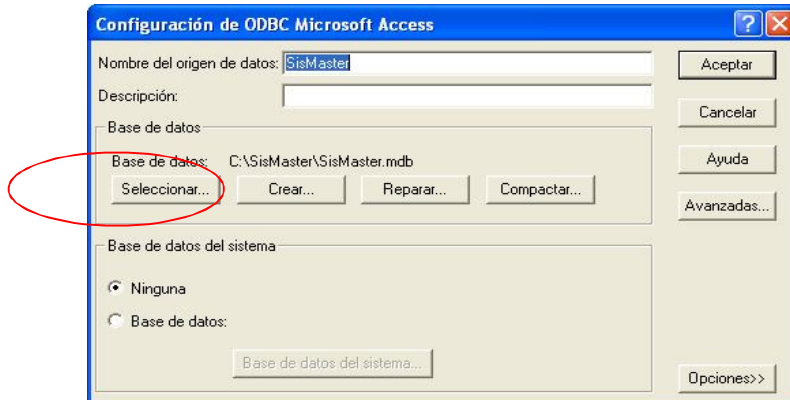 Configuración de ODBC Microsoft Access
Nombre del origen de datos: SisMaster
Aceptar
Descripción:
Cancelar
Base de datos
Base de datos: C:\SisMaster\SisMaster.mdb
Ayuda
Seleccionar... Crear... Reparar... Compactar...
Avanzadas...
Base de datos del sistema
Ninguna
Base de datos:
Base de datos del sistema...
Opciones>>